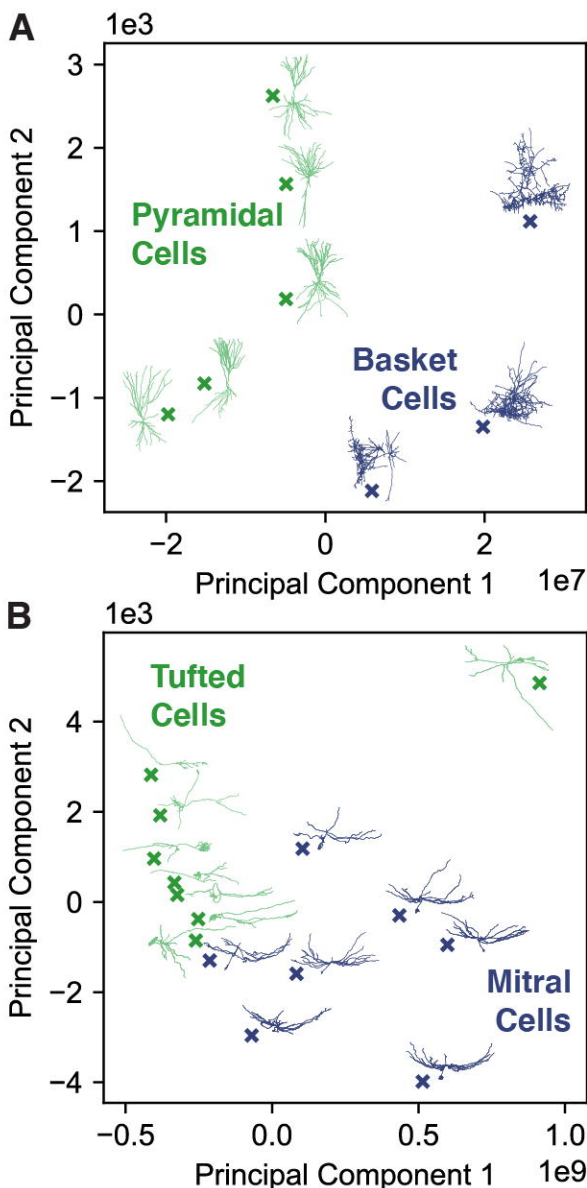 A
1e3
3
2
1
0
−1
−2
Principal Component 2
Pyramidal
Cells
Basket
Cells
−2
0
2
Principal Component 1
1e7
B
1e3
4
2
0
−2
−4
Principal Component 2
Tufted
Cells
Mitral
Cells
−0.5
0.0
0.5
1.0
Principal Component 1
1e9